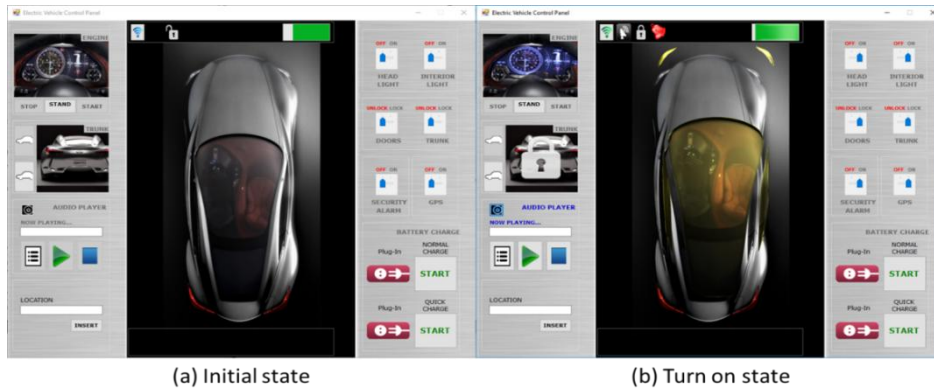 Electric Vehicle Control Panel
ENGINE
STOP STAND START
TRUNK
AUDIO PLAYER
NOW PLAYING...
LOCATION
INSERT
OFF ON OFF ON
HEAD LIGHT INTERIOR LIGHT
UNLOCK LOCK UNLOCK LOCK
DOORS TRUNK
OFF ON OFF ON
SECURITY ALARM GPS
BATTERY CHARGE
Plug-In NORMAL CHARGE
START
Plug-In QUICK CHARGE
START
(a) Initial state
Electric Vehicle Control Panel
ENGINE
STOP STAND START
TRUNK
AUDIO PLAYER
NOW PLAYING...
LOCATION
INSERT
OFF ON OFF ON
HEAD LIGHT INTERIOR LIGHT
UNLOCK LOCK UNLOCK LOCK
DOORS TRUNK
OFF ON OFF ON
SECURITY ALARM GPS
BATTERY CHARGE
Plug-In NORMAL CHARGE
START
Plug-In QUICK CHARGE
START
(b) Turn on state